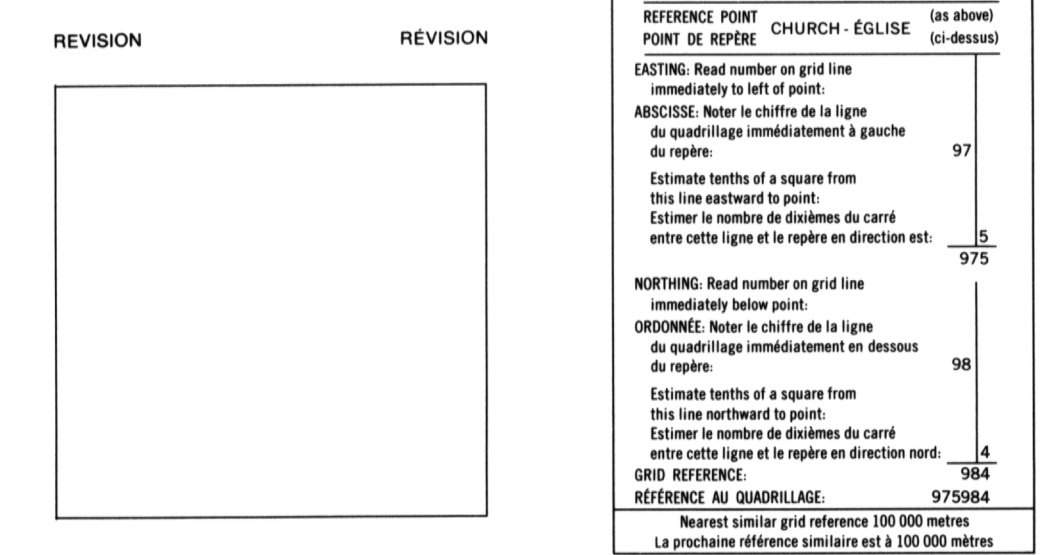 REVISION RÉVISION
REFERENCE POINT
POINT DE REPÈRE
CHURCH - ÉGLISE
(as above)
(ci-dessus)
EASTING: Read number on grid line
immediately to left of point:
ABSCISSE: Noter le chiffre de la ligne
du quadrillage immédiatement à gauche
du repère: 97
Estimate tenths of a square from
this line eastward to point:
Estimer le nombre de dixièmes du carré
entre cette ligne et le repère en direction est: 5
975
NORTHING: Read number on grid line
immediately below point:
ORDONNÉE: Noter le chiffre de la ligne
du quadrillage immédiatement en dessous
du repère: 98
Estimate tenths of a square from
this line northward to point:
Estimer le nombre de dixièmes du carré
entre cette ligne et le repère en direction nord: 4
GRID REFERENCE: 984
RÉFÉRENCE AU QUADRILLAGE: 975984
Nearest similar grid reference 100 000 metres
La prochaine référence similaire est à 100 000 mètres